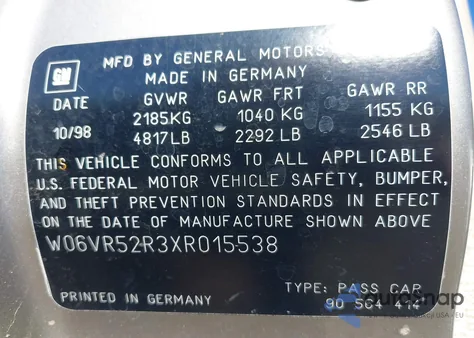 GM
MFD BY GENERAL MOTORS
MADE IN GERMANY
DATE GVWR GAWR FRT GAWR RR
10/98 2185KG 1040 KG 1155 KG
4817LB 2292 LB 2546 LB
THIS VEHICLE CONFORMS TO ALL APPLICABLE
U.S. FEDERAL MOTOR VEHICLE SAFETY, BUMPER,
AND THEFT PREVENTION STANDARDS IN EFFECT
ON THE DATE OF MANUFACTURE SHOWN ABOVE
W06VR52R3XR015538
TYPE: PASS CAR
PRINTED IN GERMANY 90 504 414